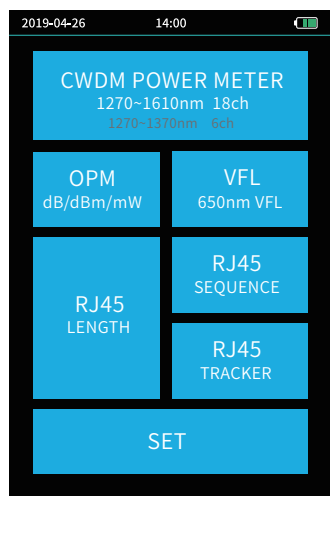 2019-04-26 14:00
CWDM POWER METER
1270~1610nm 18ch
1270~1370nm 6ch
OPM
dB/dBm/mW
VFL
650nm VFL
RJ45
LENGTH
RJ45
SEQUENCE
RJ45
TRACKER
SET